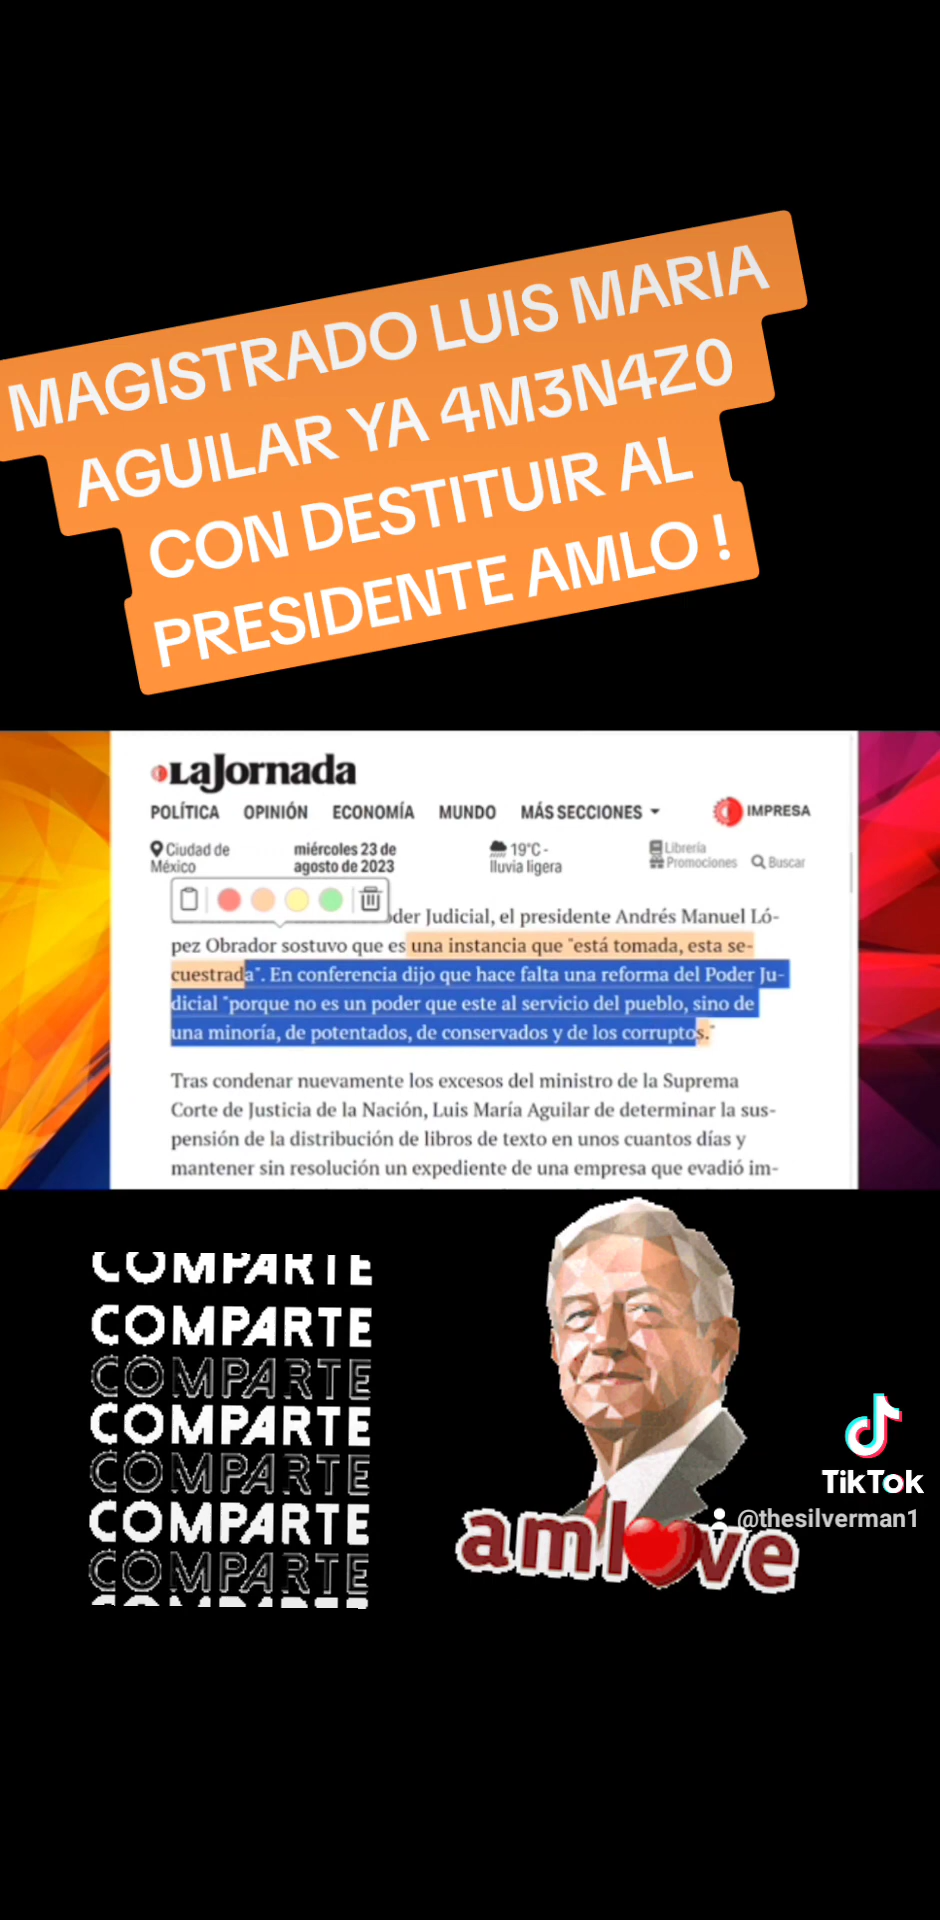 MAGISTRADO LUIS MARIA
AGUILAR YA 4M3N4Z0
CON DESTITUIR AL
PRESIDENTE AMLO !
LaJornada
POLÍTICA OPINIÓN ECONOMÍA MUNDO MÁS SECCIONES IMPRESA
Ciudad de México
miércoles 23 de agosto de 2023
19°C - lluvia ligera
Librería
Promociones
Buscar
der Judicial, el presidente Andrés Manuel Ló-
pez Obrador sostuvo que es una instancia que "está tomada, esta se-
cuestrada". En conferencia dijo que hace falta una reforma del Poder Ju-
dicial "porque no es un poder que este al servicio del pueblo, sino de
una minoría, de potentados, de conservados y de los corruptos."
Tras condenar nuevamente los excesos del ministro de la Suprema
Corte de Justicia de la Nación, Luis María Aguilar de determinar la sus-
pensión de la distribución de libros de texto en unos cuantos días y
mantener sin resolución un expediente de una empresa que evadió im-
COMPARTE
COMPARTE
COMPARTE
COMPARTE
COMPARTE
COMPARTE
COMPARTE
amlove
TikTok
@thesilverman1